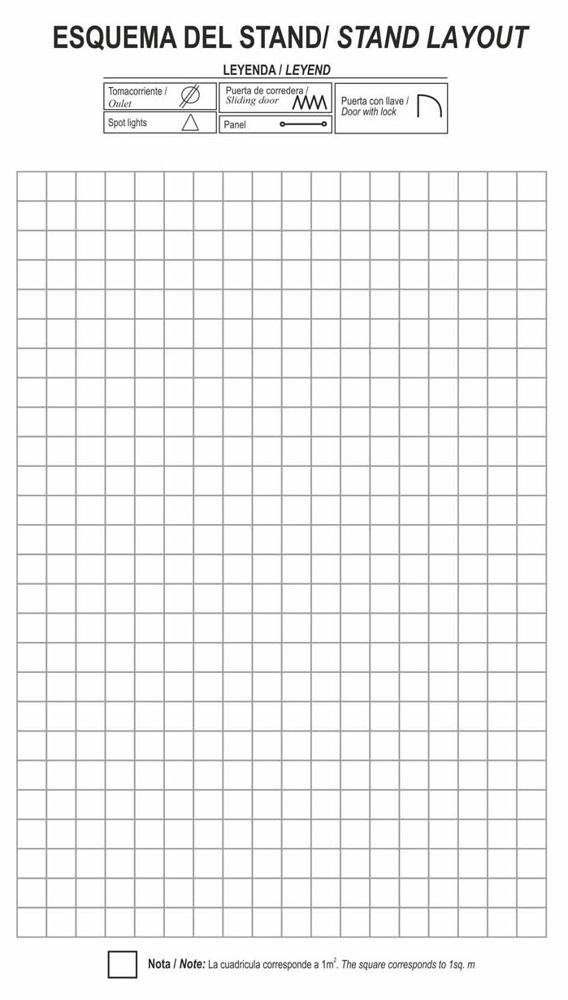 ESQUEMA DEL STAND/ STAND LAYOUT
LEYENDA / LEYEND
Tomacorriente /
Oulet
Spot lights
Puerta de corredera /
Sliding door
Panel
Puerta con llave /
Door with lock
Nota / Note: La cuadricula corresponde a 1m². The square corresponds to 1sq. m